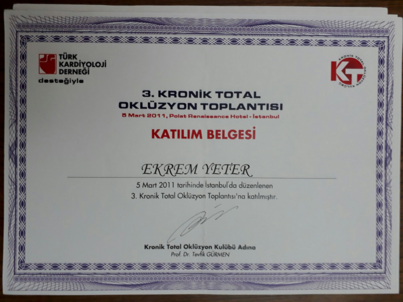 TÜRK
KARDİYOLOJİ
DERNEĞİ
desteğiyle
KT
3. KRONİK TOTAL
OKLÜZYON TOPLANTISI
5 Mart 2011, Polat Renaissance Hotel - İstanbul
KATILIM BELGESİ
EKREM YETER
5 Mart 2011 tarihinde İstanbul'da düzenlenen
3. Kronik Total Oklüzyon Toplantısı'na katılmıştır.
Kronik Total Oklüzyon Kulübü Adına
Prof. Dr. Tevfik GÜRMEN